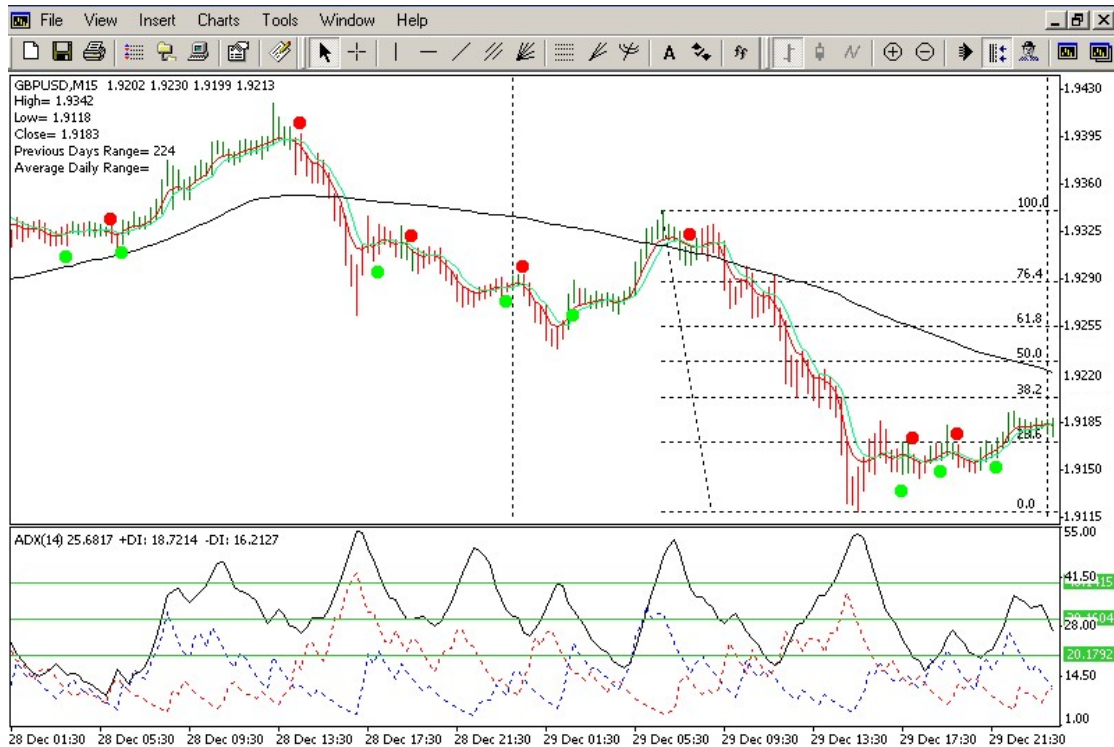 File View Insert Charts Tools Window Help
A
GBPUSD,M15 1.9202 1.9230 1.9199 1.9213
High= 1.9342
Low= 1.9118
Close= 1.9183
Previous Days Range= 224
Average Daily Range=
1.9430
1.9395
1.9360
1.9325
1.9290
1.9255
1.9220
1.9185
1.9150
1.9115
100.0
76.4
61.8
50.0
38.2
23.6
0.0
ADX(14) 25.6817 +DI: 18.7214 -DI: 16.2127
55.00
41.50
28.00
20.1792
14.50
1.00
28 Dec 01:30 28 Dec 05:30 28 Dec 09:30 28 Dec 13:30 28 Dec 17:30 28 Dec 21:30 29 Dec 01:30 29 Dec 05:30 29 Dec 09:30 29 Dec 13:30 29 Dec 17:30 29 Dec 21:30